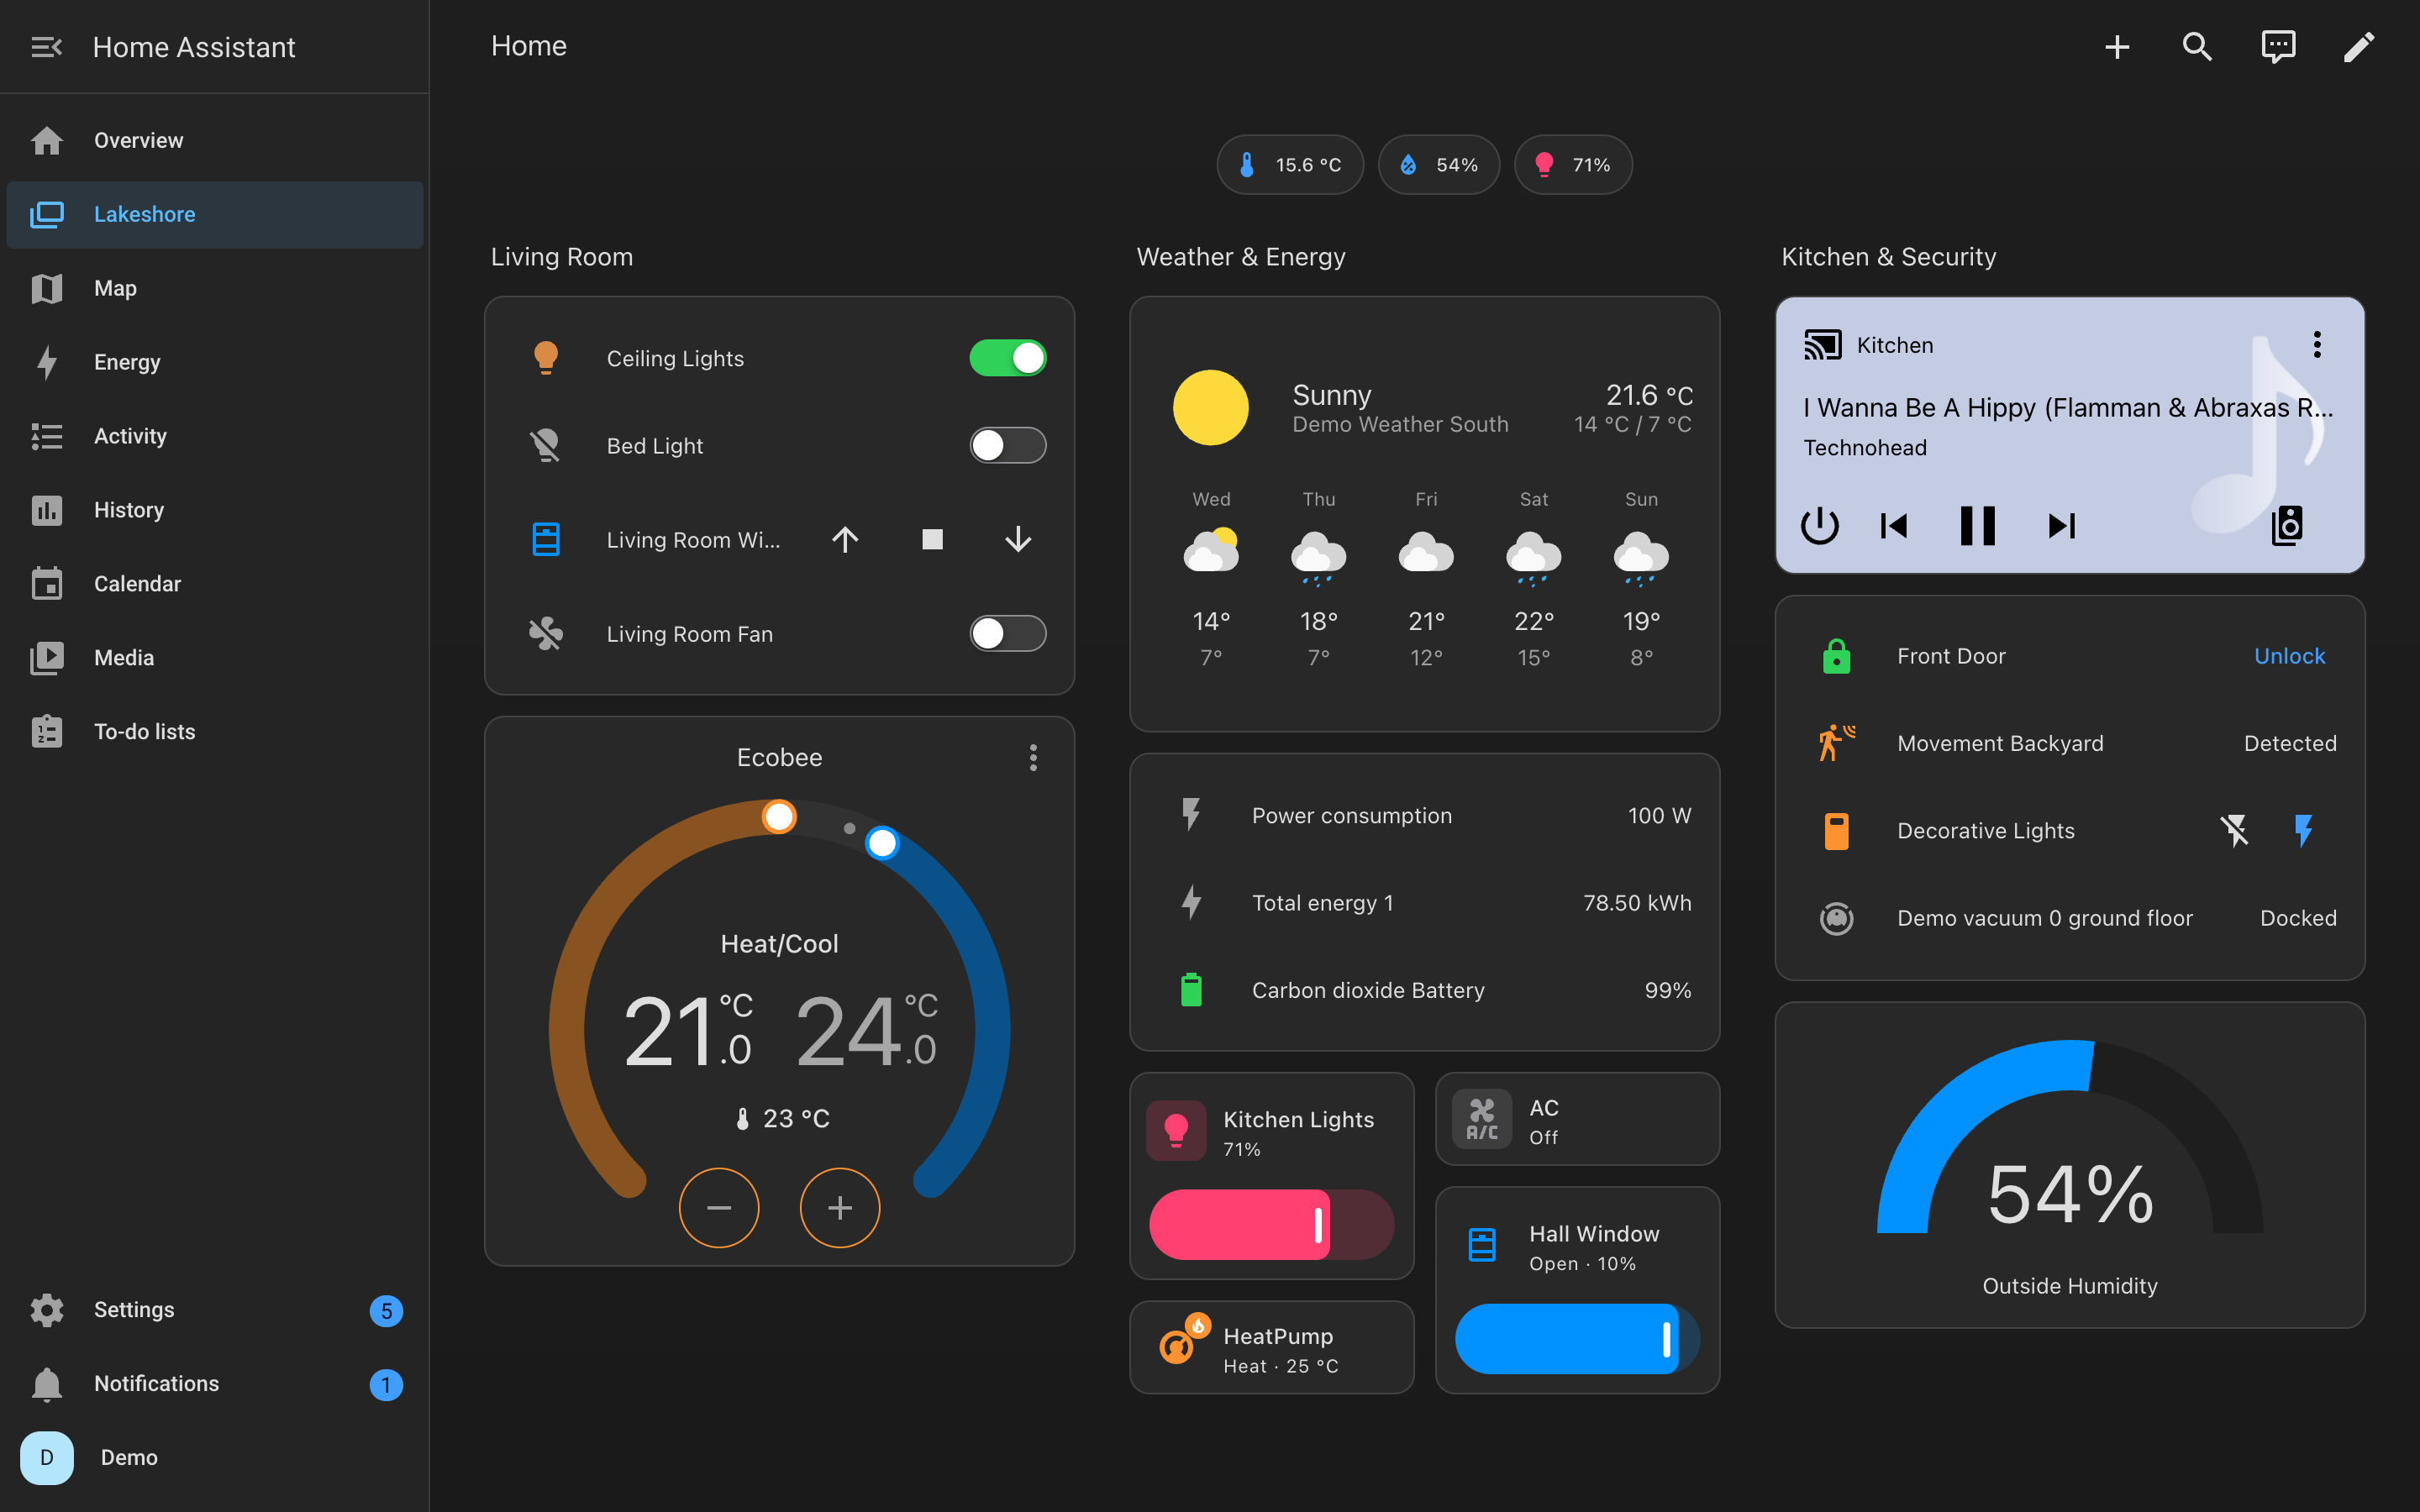 Home Assistant
Overview
Lakeshore
Map
Energy
Activity
History
Calendar
Media
To-do lists
Settings 5
Notifications 1
D Demo
Home
15.6 °C 54% 71%
Living Room
Ceiling Lights
Bed Light
Living Room Wi...
Living Room Fan
Ecobee
Heat/Cool
21.0 °C 24.0 °C
23 °C
Weather & Energy
Sunny 21.6 °C
Demo Weather South 14 °C / 7 °C
Wed Thu Fri Sat Sun
14° 18° 21° 22° 19°
7° 7° 12° 15° 8°
Power consumption 100 W
Total energy 1 78.50 kWh
Carbon dioxide Battery 99%
Kitchen Lights
71%
A/C
AC
Off
Hall Window
Open · 10%
HeatPump
Heat · 25 °C
Kitchen & Security
Kitchen
I Wanna Be A Hippy (Flamman & Abraxas R...
Technohead
Front Door Unlock
Movement Backyard Detected
Decorative Lights
Demo vacuum 0 ground floor Docked
54%
Outside Humidity